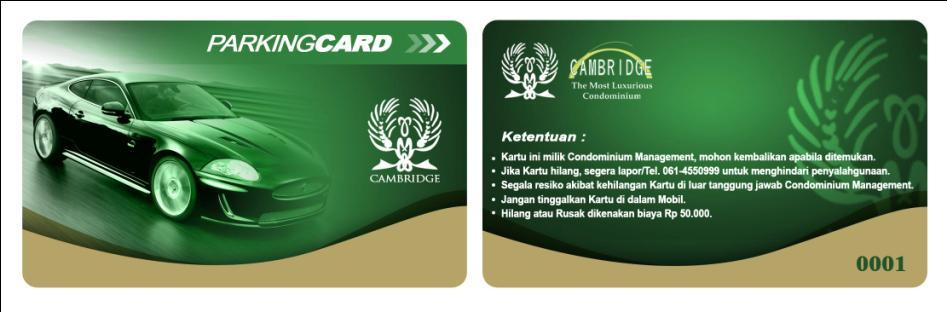 PARKINGCARD
CAMBRIDGE
CAMBRIDGE
The Most Luxurious
Condominium
Ketentuan :
• Kartu ini milik Condominium Management, mohon kembalikan apabila ditemukan.
• Jika Kartu hilang, segera lapor/Tel. 061-4550999 untuk menghindari penyalahgunaan.
• Segala resiko akibat kehilangan Kartu di luar tanggung jawab Condominium Management.
• Jangan tinggalkan Kartu di dalam Mobil.
• Hilang atau Rusak dikenakan biaya Rp 50.000.
0001